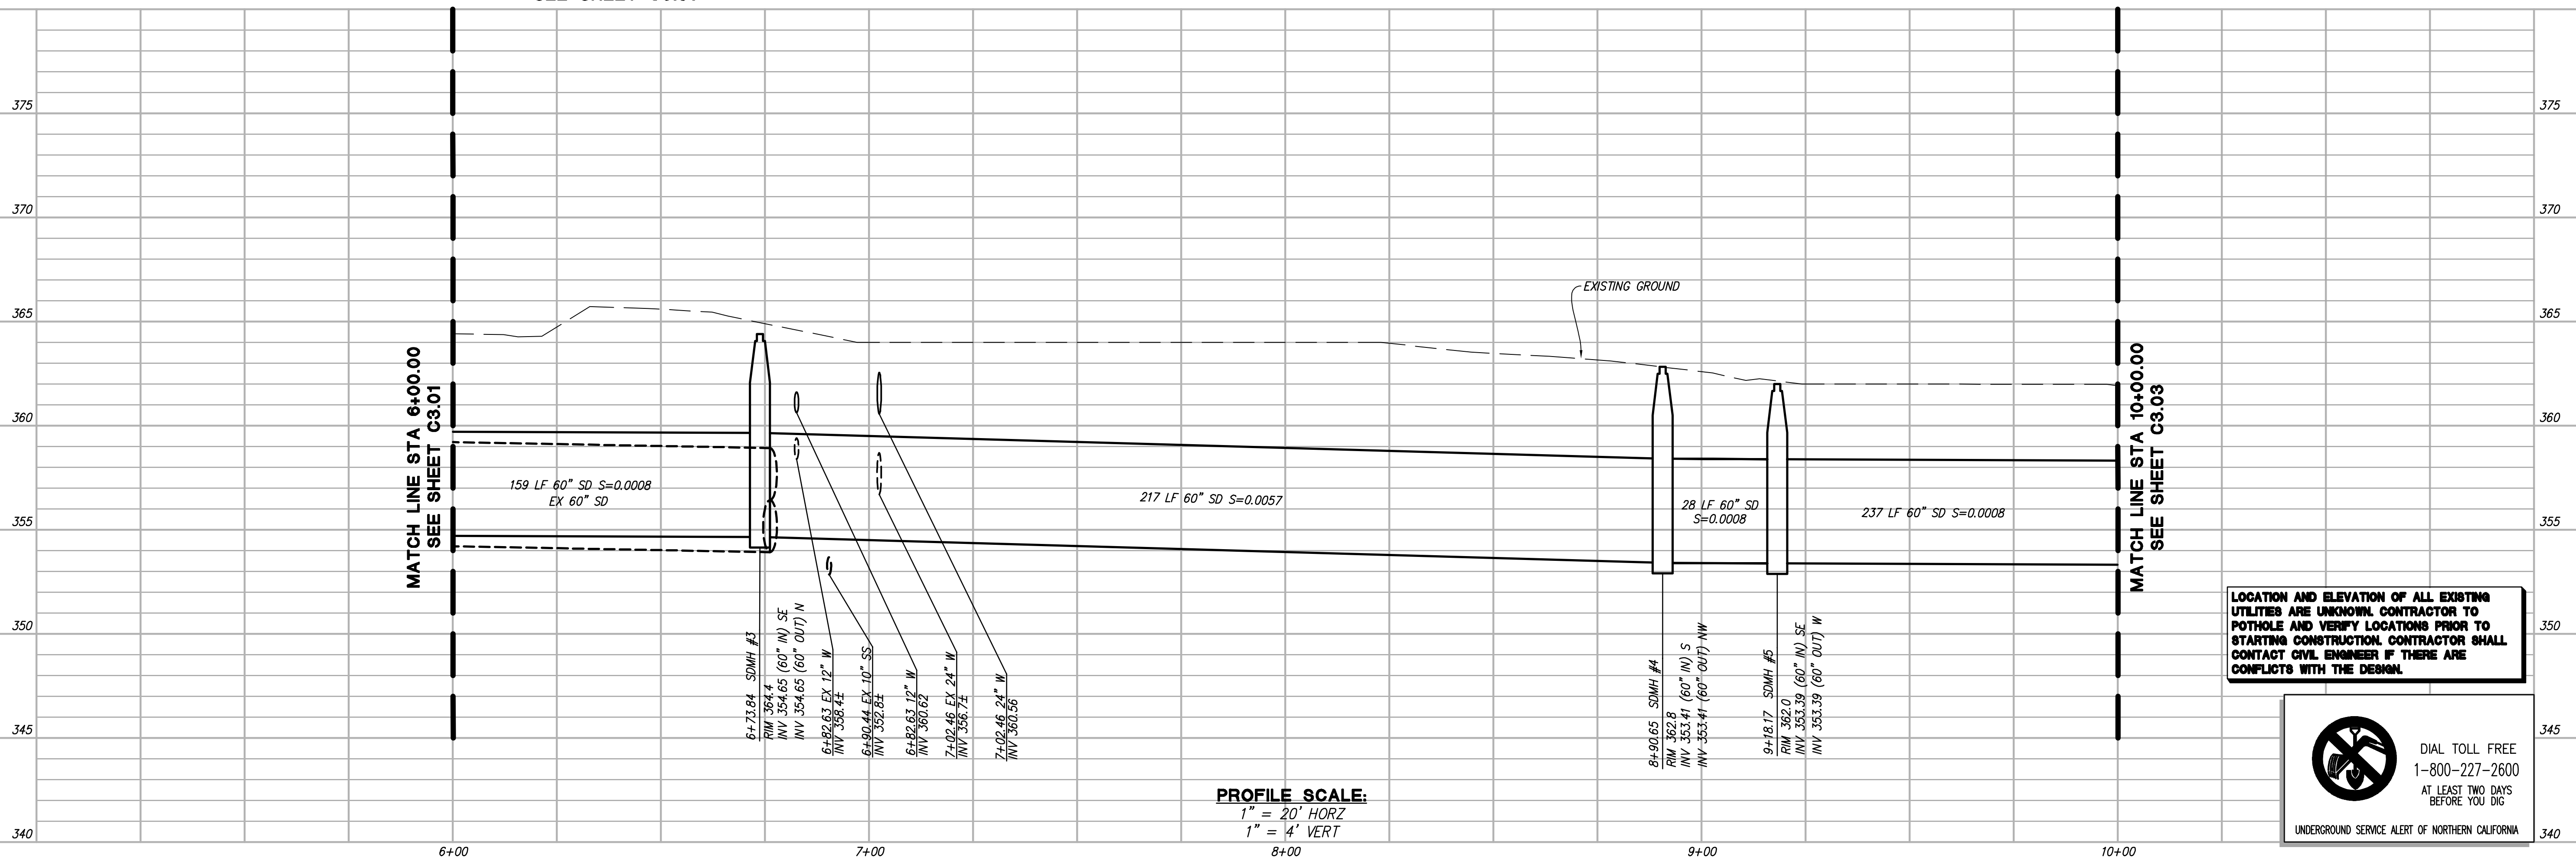 375
375
370
370
EXISTING GROUND
365
365
MATCH LINE STA 6+00.00
SEE SHEET C3.01
MATCH LINE STA 10+00.00
SEE SHEET C3.03
360
360
159 LF 60" SD S=0.0008
EX 60" SD
217 LF 60" SD S=0.0057
28 LF 60" SD
S=0.0008
237 LF 60" SD S=0.0008
355
355
LOCATION AND ELEVATION OF ALL EXISTING
UTILITIES ARE UNKNOWN. CONTRACTOR TO
POTHOLE AND VERIFY LOCATIONS PRIOR TO
STARTING CONSTRUCTION. CONTRACTOR SHALL
CONTACT CIVIL ENGINEER IF THERE ARE
CONFLICTS WITH THE DESIGN.
350
350
6+73.84 SDMH #3
RIM 364.4
INV 354.65 (60" IN) SE
INV 354.65 (60" OUT) N
6+82.63 EX 12" W
INV 358.4±
6+90.44 EX 10" SS
INV 352.8±
6+82.63 12" W
INV 360.62
7+02.46 EX 24" W
INV 356.7±
7+02.46 24" W
INV 360.56
8+90.65 SDMH #4
RIM 362.8
INV 353.41 (60" IN) S
INV 353.41 (60" OUT) NW
9+18.17 SDMH #5
RIM 362.0
INV 353.39 (60" IN) SE
INV 353.39 (60" OUT) W
345
345
DIAL TOLL FREE
1-800-227-2600
AT LEAST TWO DAYS
BEFORE YOU DIG
UNDERGROUND SERVICE ALERT OF NORTHERN CALIFORNIA
PROFILE SCALE:
1" = 20' HORZ
1" = 4' VERT
340
340
6+00
7+00
8+00
9+00
10+00